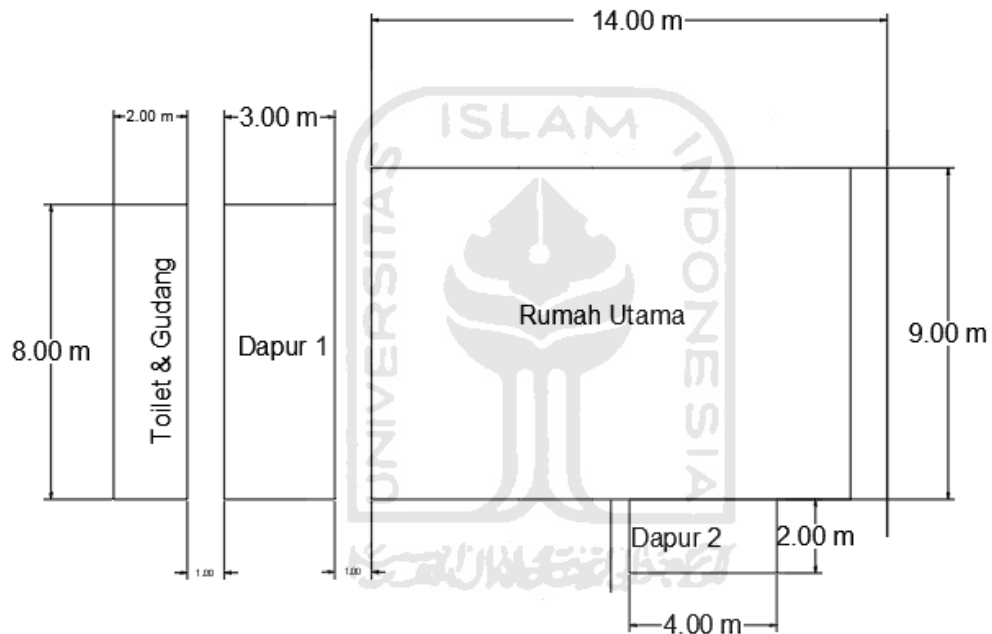 14.00 m
2.00 m
3.00 m
ISLAM
UNIVERSITAS
INDONESIA
Toilet & Gudang
Dapur 1
Rumah Utama
8.00 m
9.00 m
Dapur 2
2.00 m
1.00
1.00
4.00 m